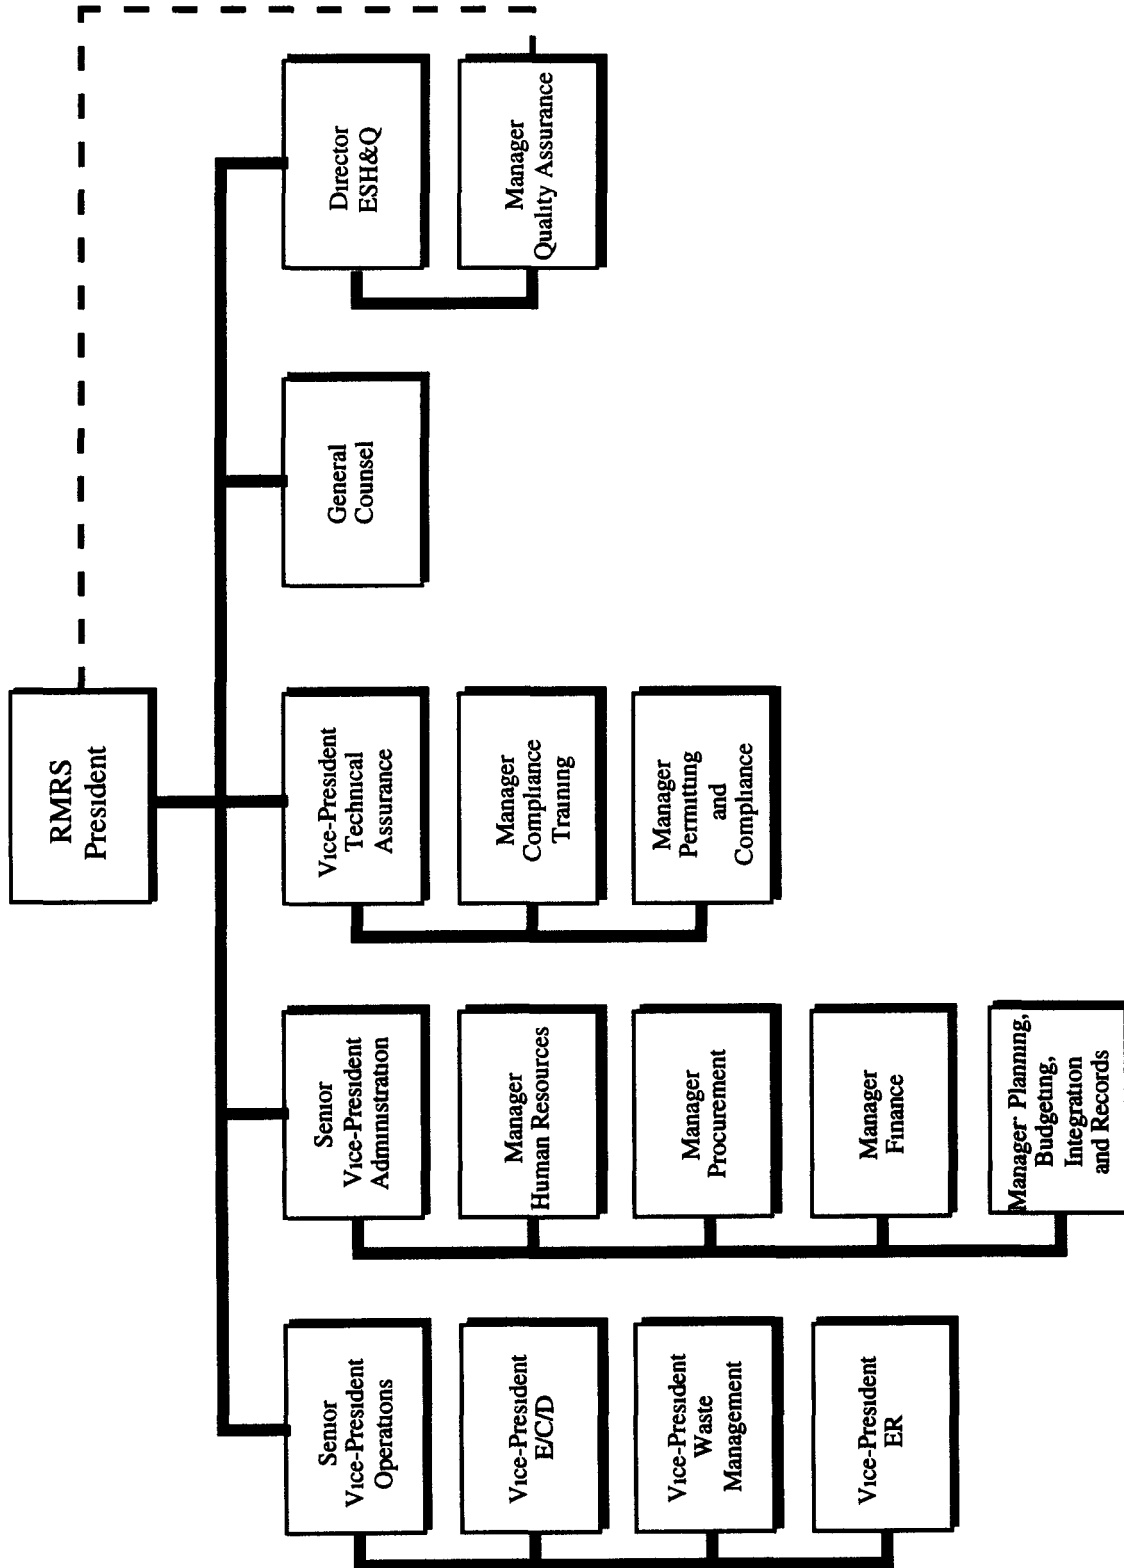 RMRS
President
Senior
Vice-President
Operations
Vice-President
E/C/D
Vice-President
Waste
Management
Vice-President
ER
Senior
Vice-President
Administration
Manager
Human Resources
Manager
Procurement
Manager
Finance
Manager Planning,
Budgeting,
Integration
and Records
Vice-President
Technical
Assurance
Manager
Compliance
Training
Manager
Permitting
and
Compliance
General
Counsel
Director
ESH&Q
Manager
Quality Assurance